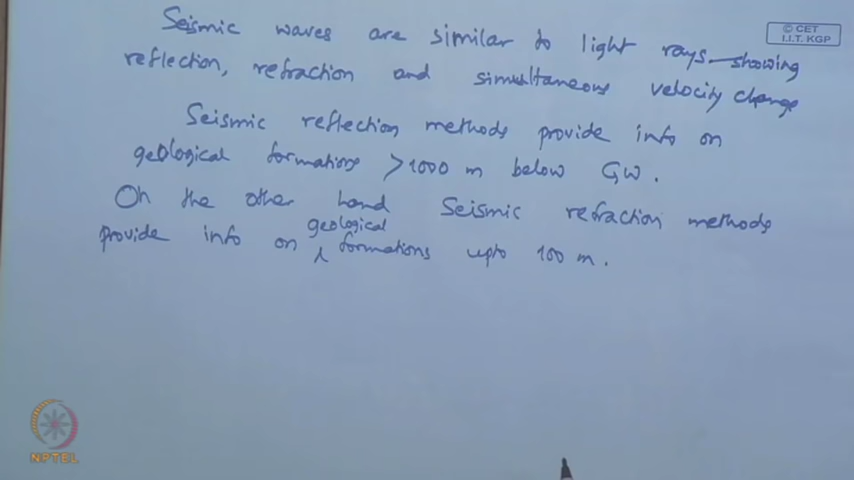 © CET
I.I.T. KGP
Seismic waves are similar to light rays showing
reflection, refraction and simultaneous velocity change
Seismic reflection methods provide info on
geological formations >1000 m below GW.
On the other hand Seismic refraction methods
provide info on geological formations upto 100 m.
NPTEL